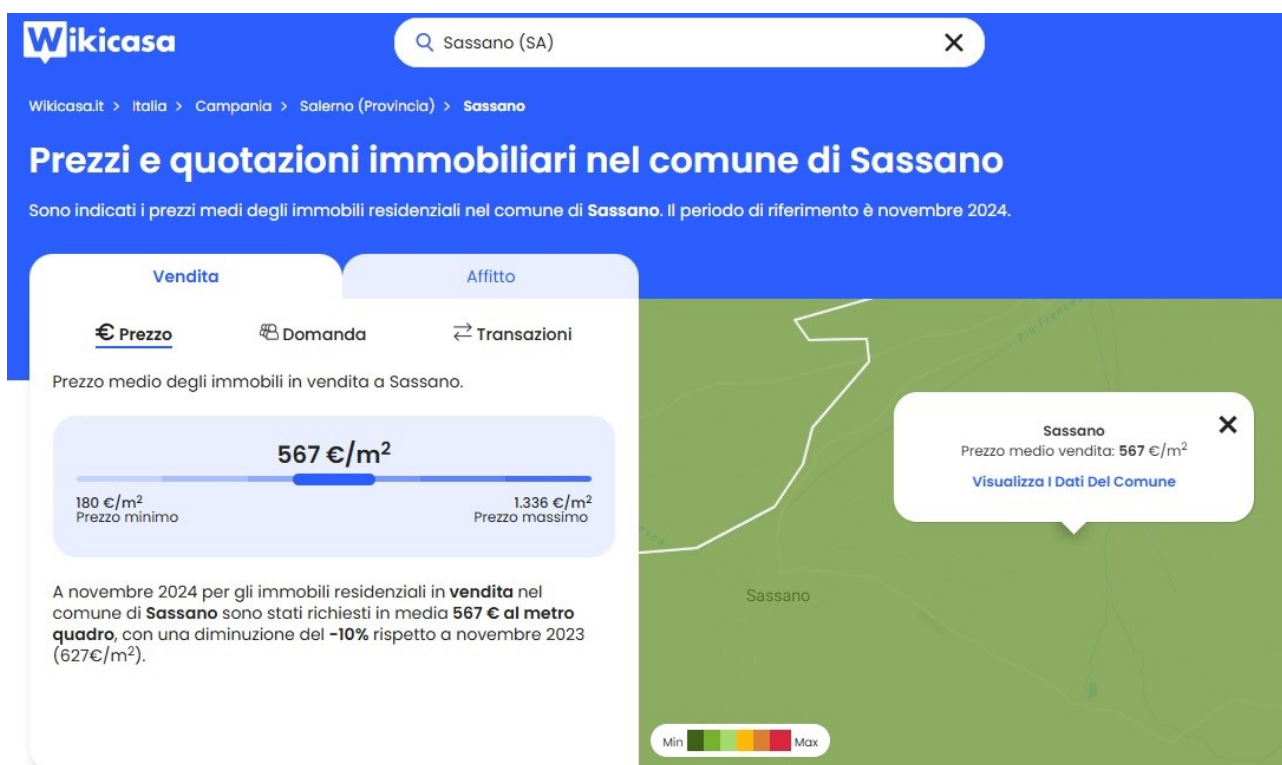 Wikicasa
Sassano (SA)
Wikicasa.it > Italia > Campania > Salerno (Provincia) > Sassano
Prezzi e quotazioni immobiliari nel comune di Sassano
Sono indicati i prezzi medi degli immobili residenziali nel comune di Sassano. Il periodo di riferimento è novembre 2024.
Vendita
Affitto
€ Prezzo
Domanda
Transazioni
Prezzo medio degli immobili in vendita a Sassano.
567 €/m²
180 €/m²
Prezzo minimo
1.336 €/m²
Prezzo massimo
A novembre 2024 per gli immobili residenziali in vendita nel
comune di Sassano sono stati richiesti in media 567 € al metro
quadro, con una diminuzione del -10% rispetto a novembre 2023
(627€/m²).
Sassano
Prezzo medio vendita: 567 €/m²
Visualizza I Dati Del Comune
Sassano
Min
Max